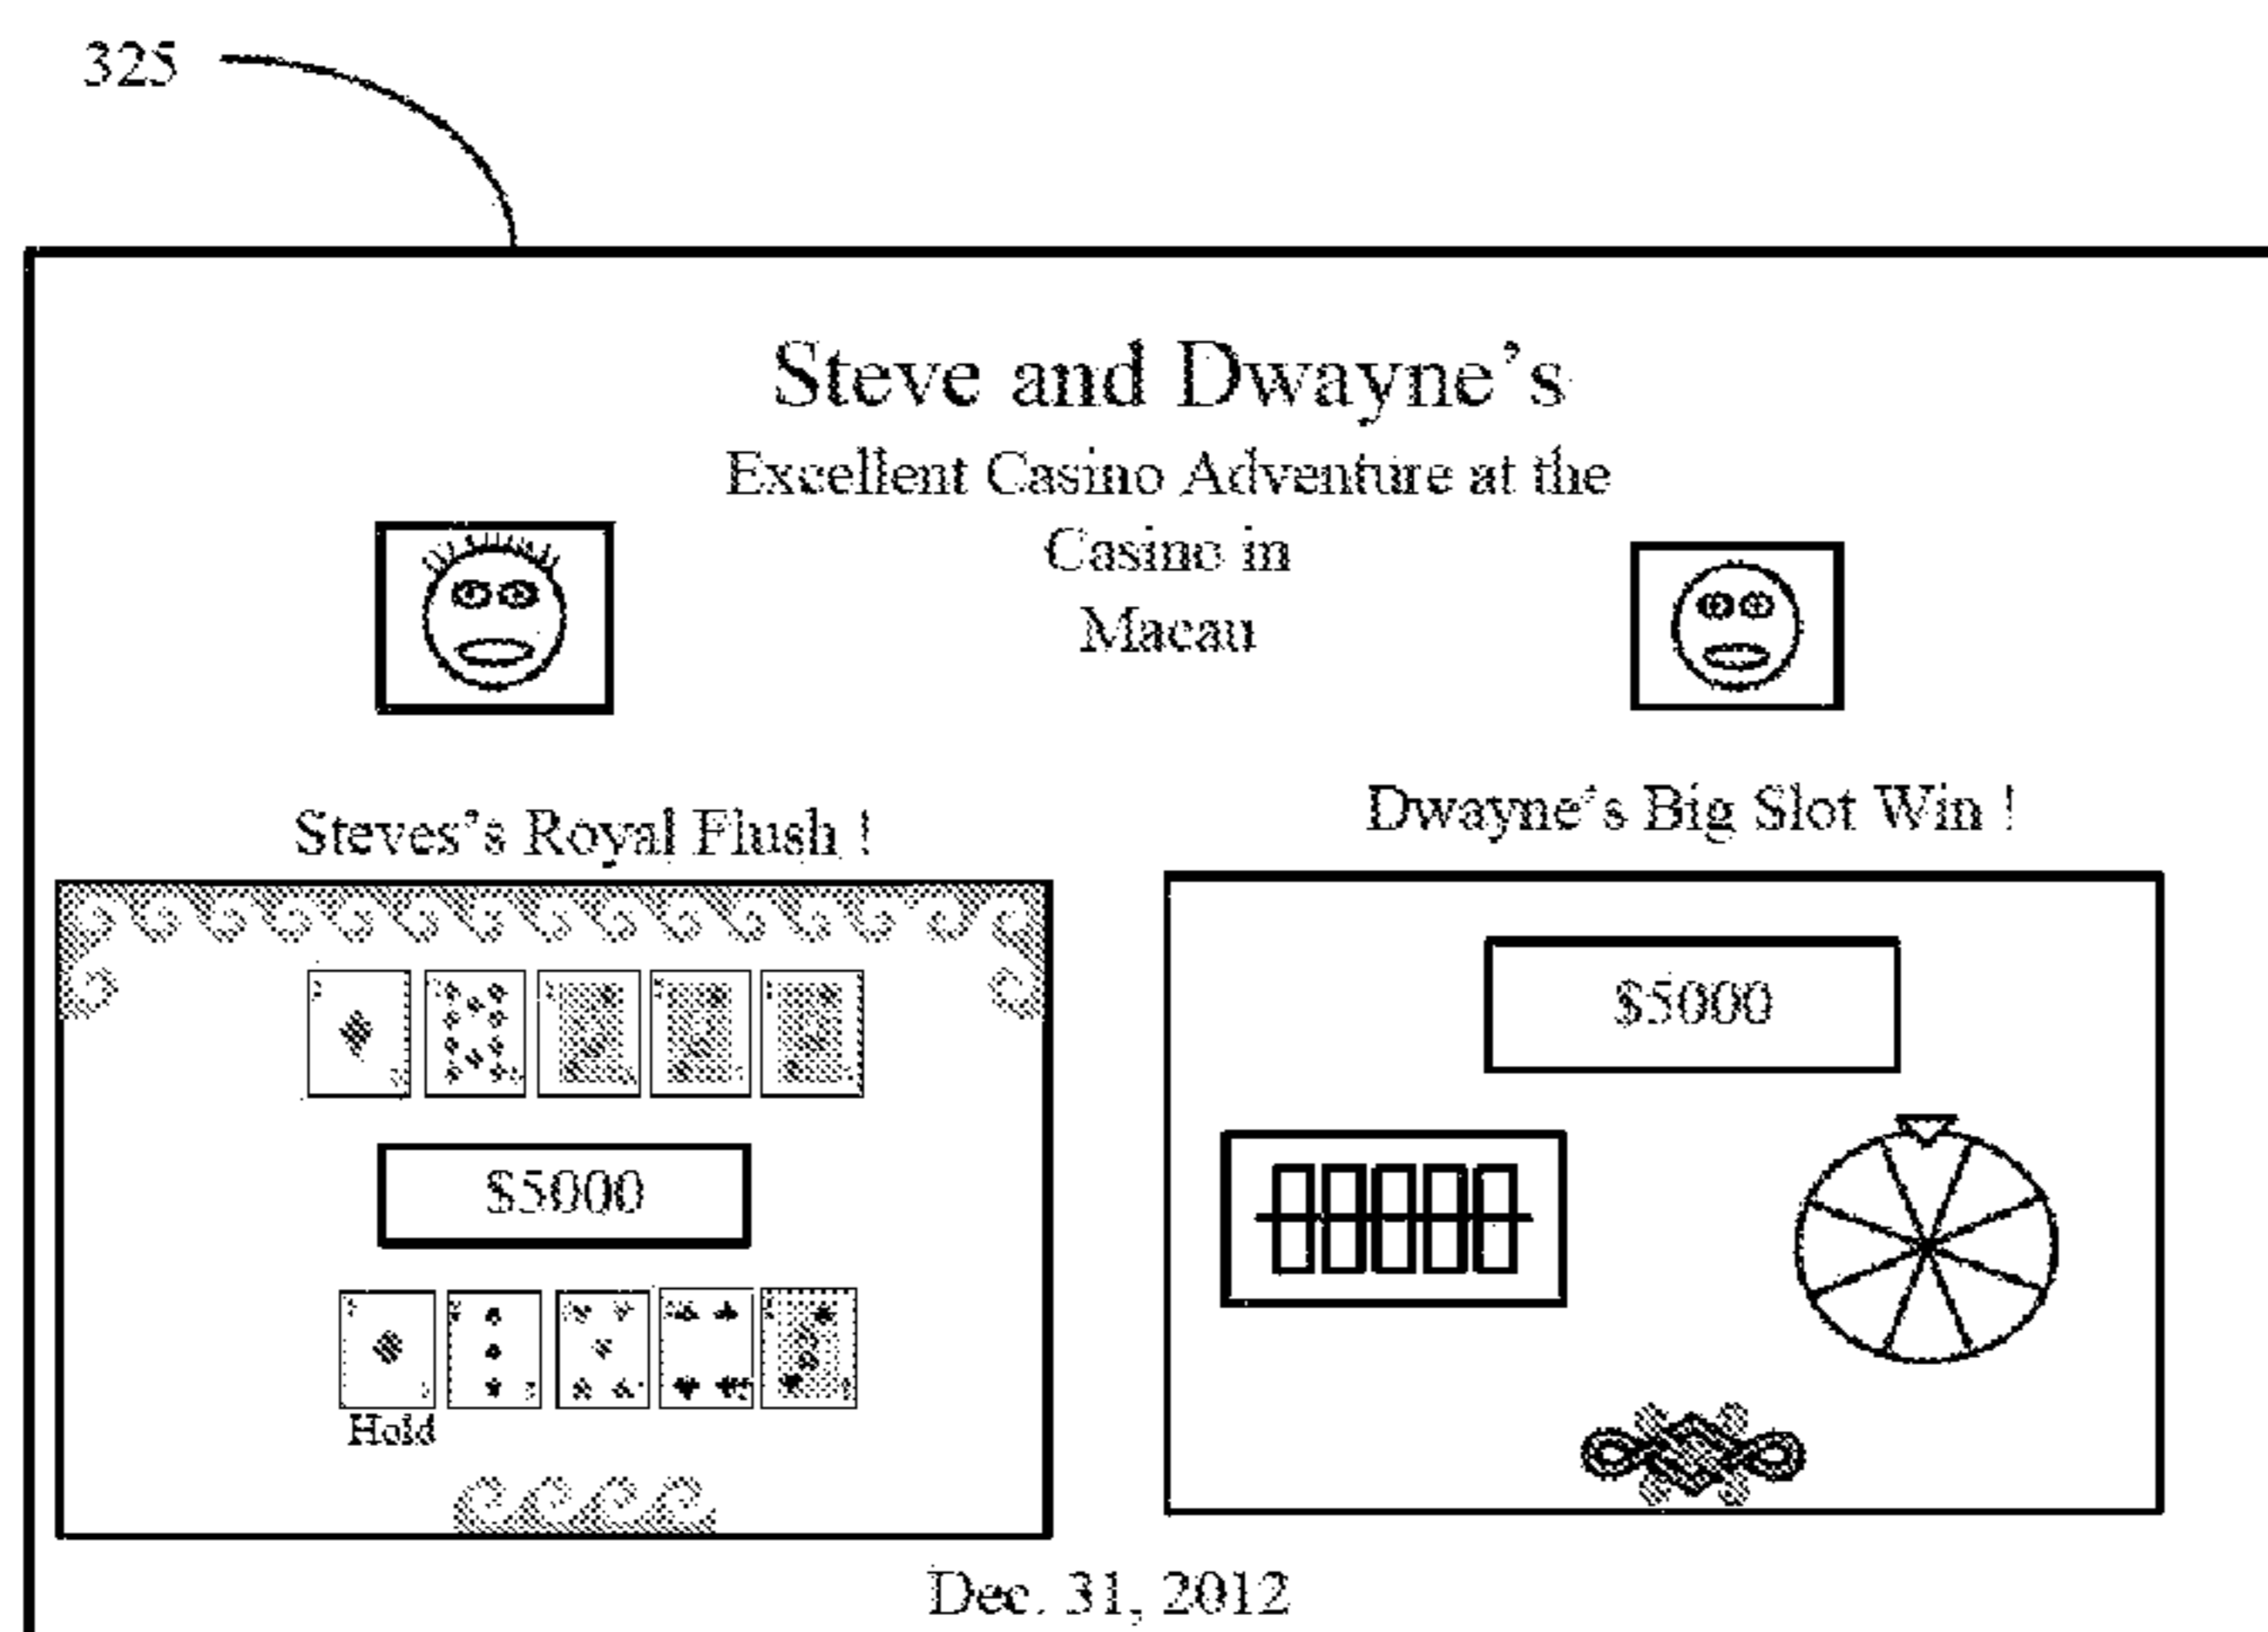 325
Steve and Dwayne’s
Excellent Casino Adventure at the
Casino in
Macau
Steves’s Royal Flush !
Dwayne’s Big Slot Win !
$5000
$5000
Hold
Dec. 31, 2012